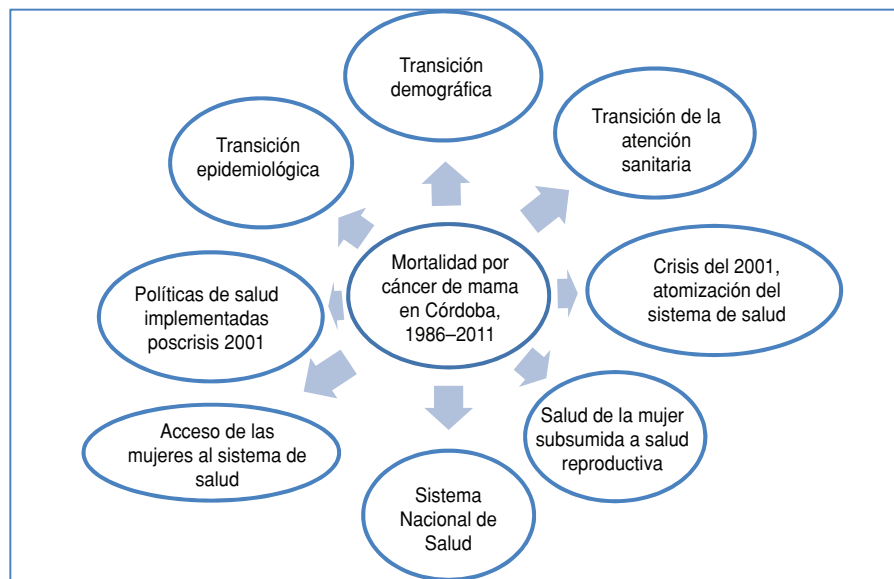 Transición
demográfica
Transición de la
atención
sanitaria
Transición
epidemiológica
Mortalidad por
cáncer de mama
en Córdoba,
1986–2011
Crisis del 2001,
atomización del
sistema de salud
Políticas de salud
implementadas
poscrisis 2001
Salud de la mujer
subsumida a salud
reproductiva
Acceso de las
mujeres al sistema de
salud
Sistema
Nacional de
Salud